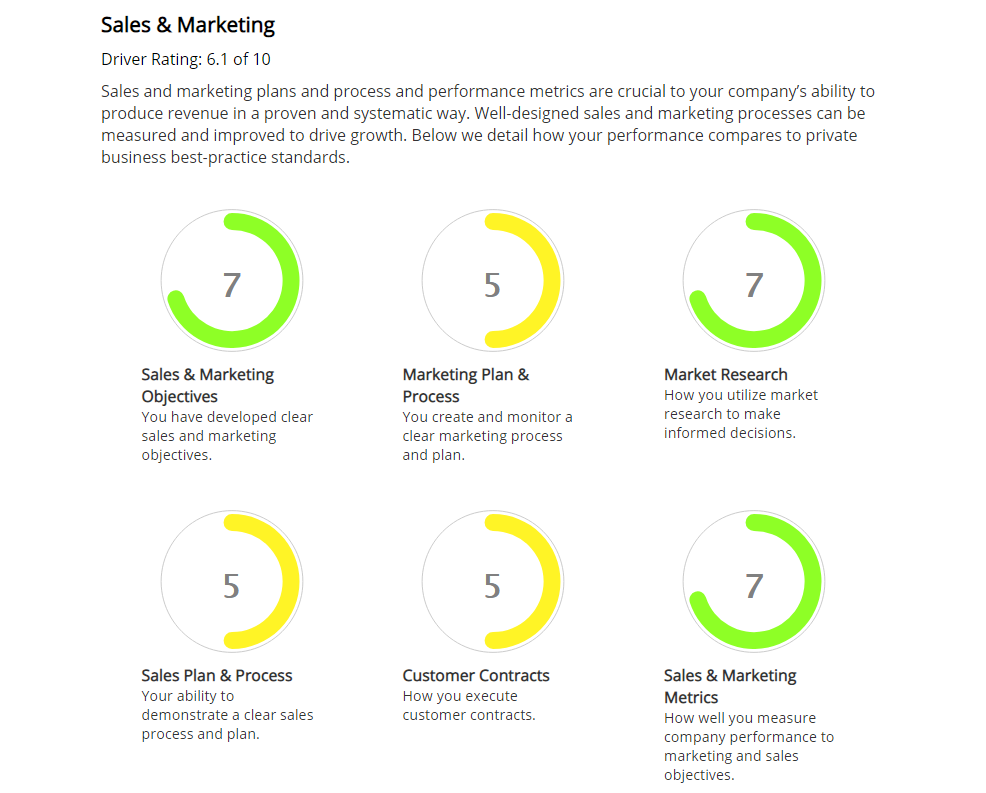 Sales & Marketing
Driver Rating: 6.1 of 10
Sales and marketing plans and process and performance metrics are crucial to your company’s ability to
produce revenue in a proven and systematic way. Well-designed sales and marketing processes can be
measured and improved to drive growth. Below we detail how your performance compares to private
business best-practice standards.
7
Sales & Marketing
Objectives
You have developed clear
sales and marketing
objectives.
5
Marketing Plan &
Process
You create and monitor a
clear marketing process
and plan.
7
Market Research
How you utilize market
research to make
informed decisions.
5
Sales Plan & Process
Your ability to
demonstrate a clear sales
process and plan.
5
Customer Contracts
How you execute
customer contracts.
7
Sales & Marketing
Metrics
How well you measure
company performance to
marketing and sales
objectives.